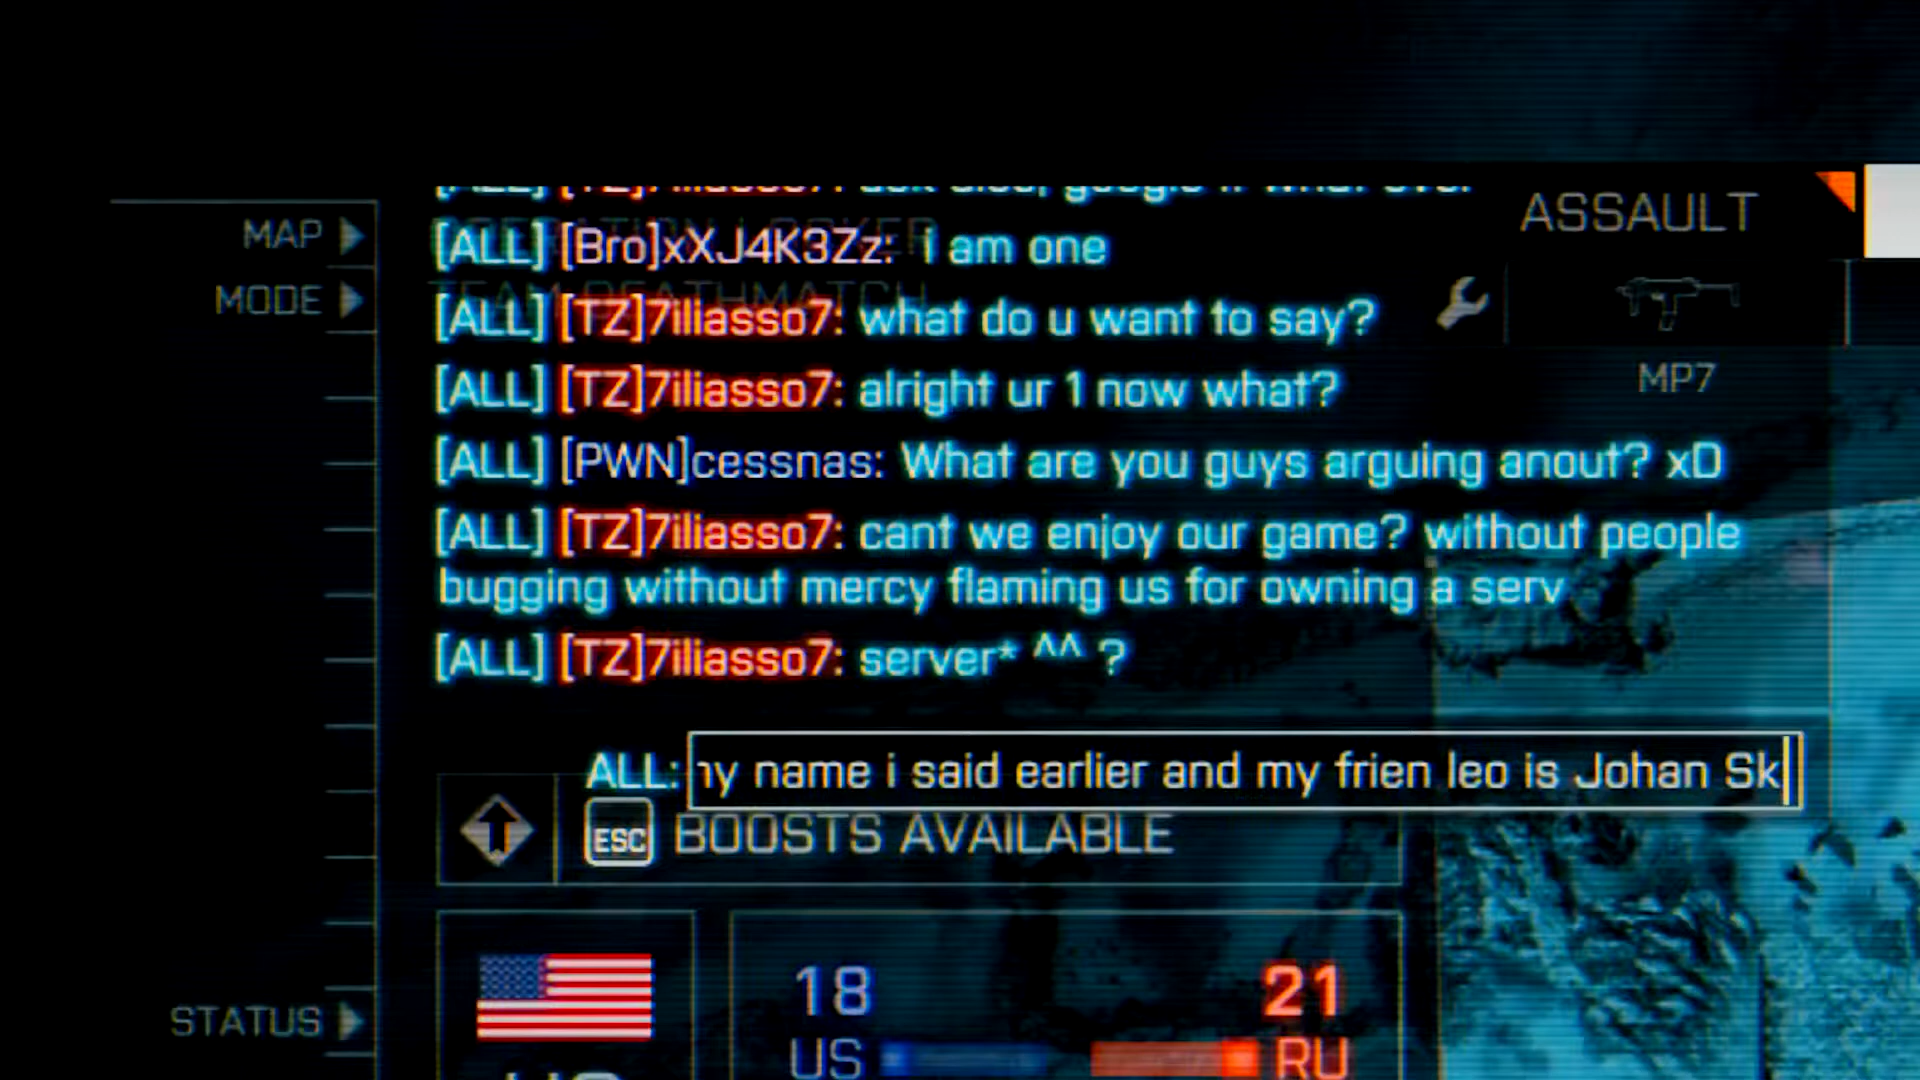 ASSAULT
MAP
[ALL] [Bro]xXJ4K3Zz: I am one
MODE
TEAM DEATHMATCH
[ALL] [TZ]7iliasso7: what do u want to say?
MP7
[ALL] [TZ]7iliasso7: alright ur 1 now what?
[ALL] [PWN]cessnas: What are you guys arguing anout? xD
[ALL] [TZ]7iliasso7: cant we enjoy our game? without people
bugging without mercy flaming us for owning a serv
[ALL] [TZ]7iliasso7: server* ^^ ?
ALL: name i said earlier and my frien leo is Johan Sk
ESC BOOSTS AVAILABLE
18 21
STATUS
US RU